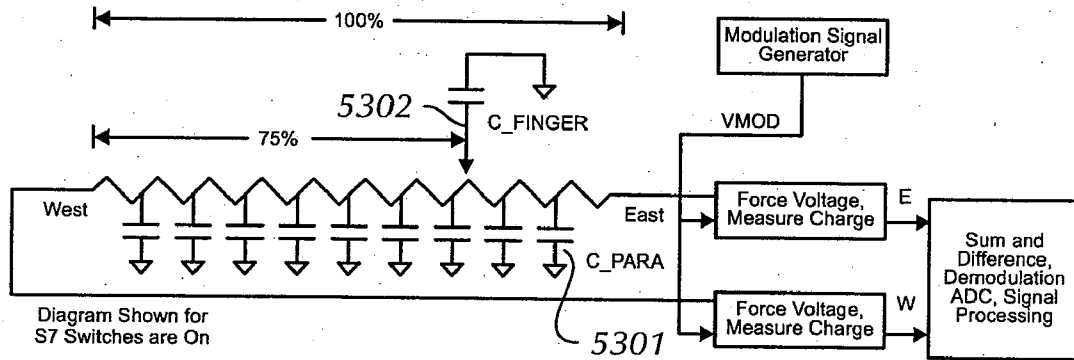 100%
Modulation Signal
Generator
5302
C_FINGER
VMOD
75%
West
East
Force Voltage,
Measure Charge
E
C_PARA
Sum and
Difference,
Demodulation
ADC, Signal
Processing
Diagram Shown for
S7 Switches are On
5301
Force Voltage,
Measure Charge
W